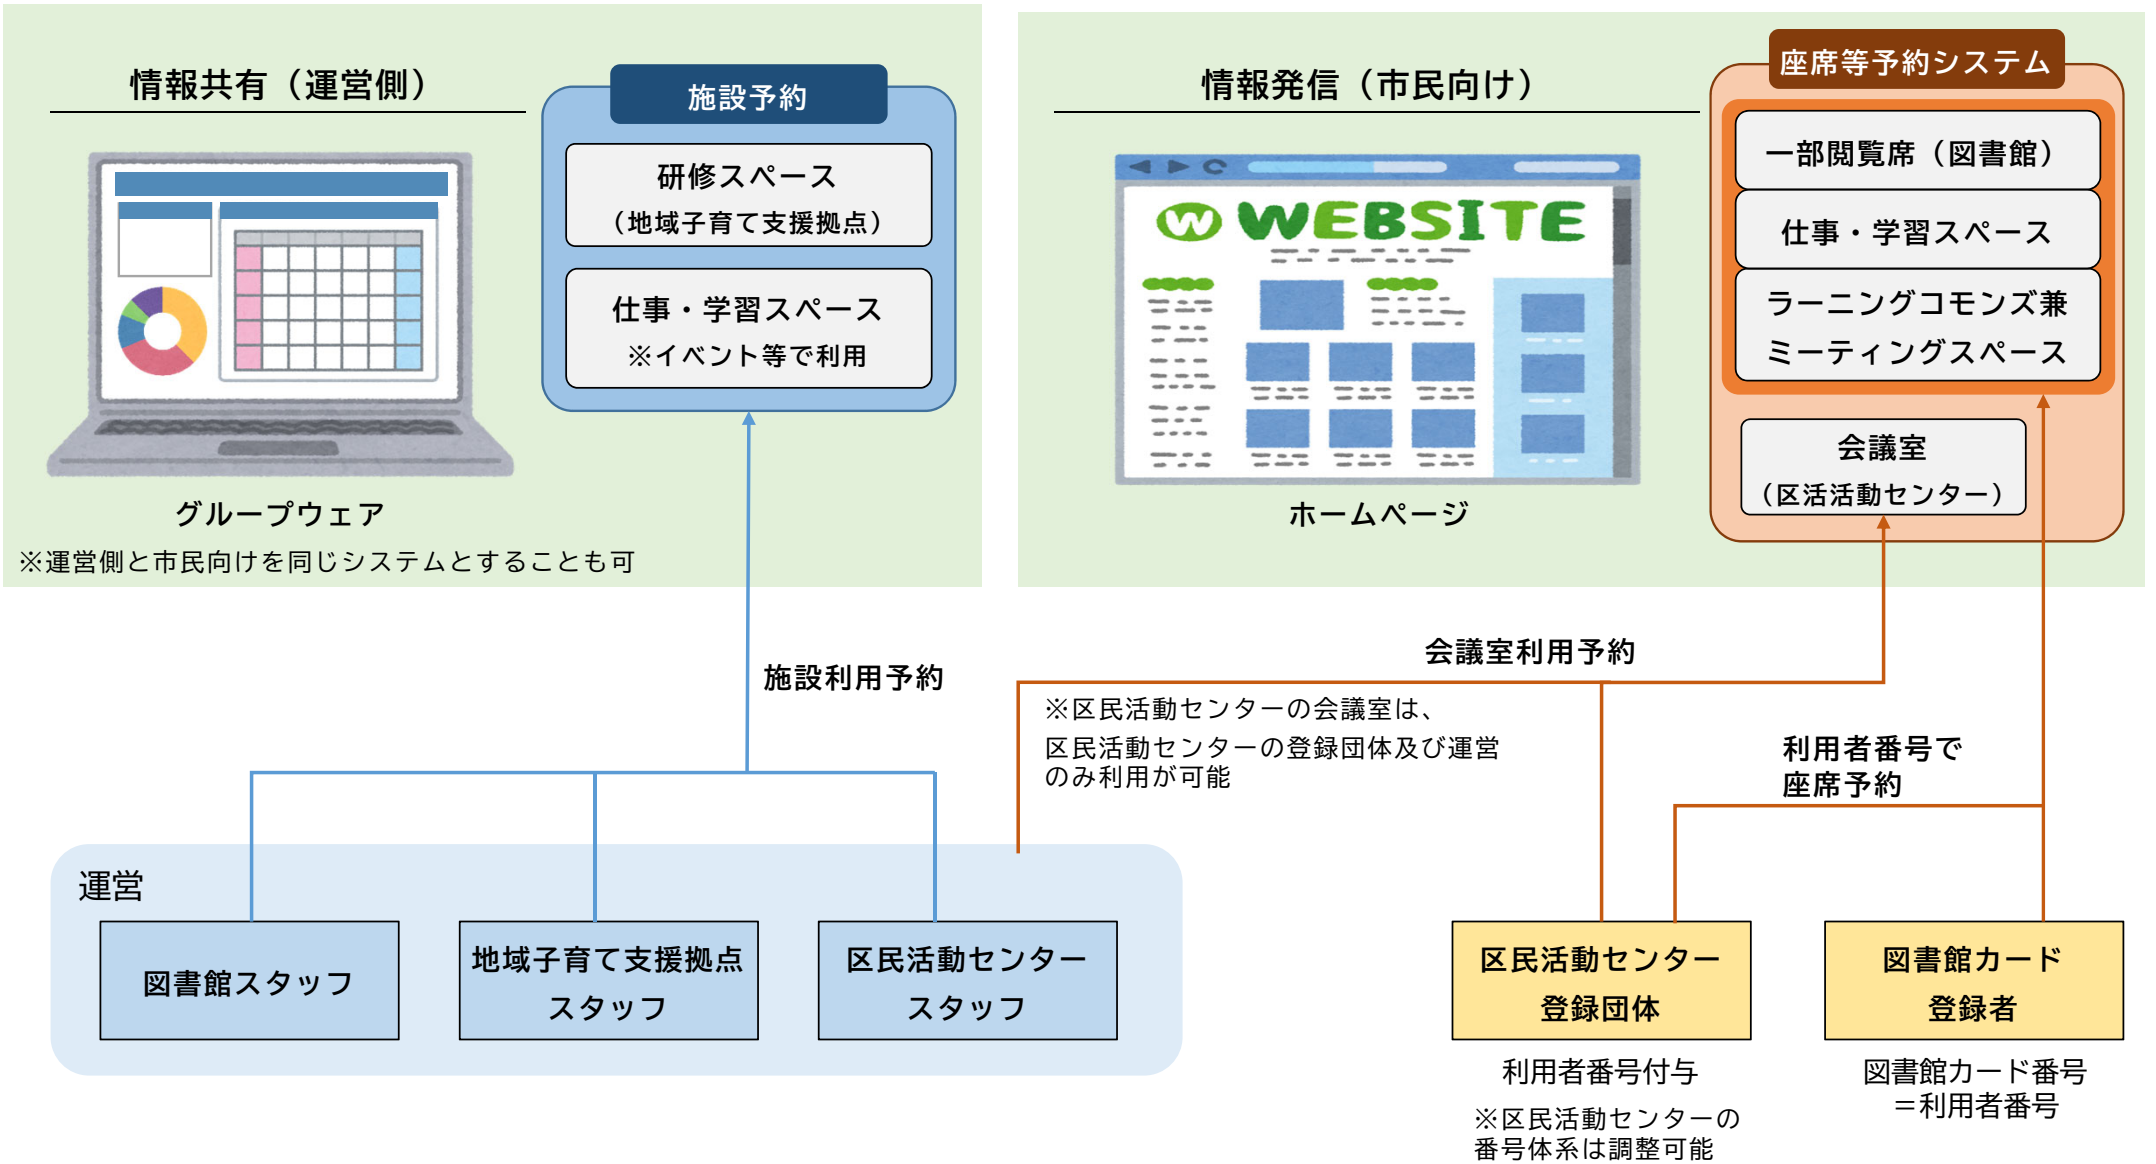 情報共有（運営側）
施設予約
研修スペース
（地域子育て支援拠点）
仕事・学習スペース
※イベント等で利用
グループウェア
※運営側と市民向けを同じシステムとすることも可
情報発信（市民向け）
WEBSITE
ホームページ
座席等予約システム
一部閲覧席（図書館）
仕事・学習スペース
ラーニングコモンズ兼
ミーティングスペース
会議室
（区活活動センター）
施設利用予約
会議室利用予約
※区民活動センターの会議室は、
区民活動センターの登録団体及び運営
のみ利用が可能
利用者番号で
座席予約
運営
図書館スタッフ
地域子育て支援拠点
スタッフ
区民活動センター
スタッフ
区民活動センター
登録団体
利用者番号付与
※区民活動センターの
番号体系は調整可能
図書館カード
登録者
図書館カード番号
＝利用者番号